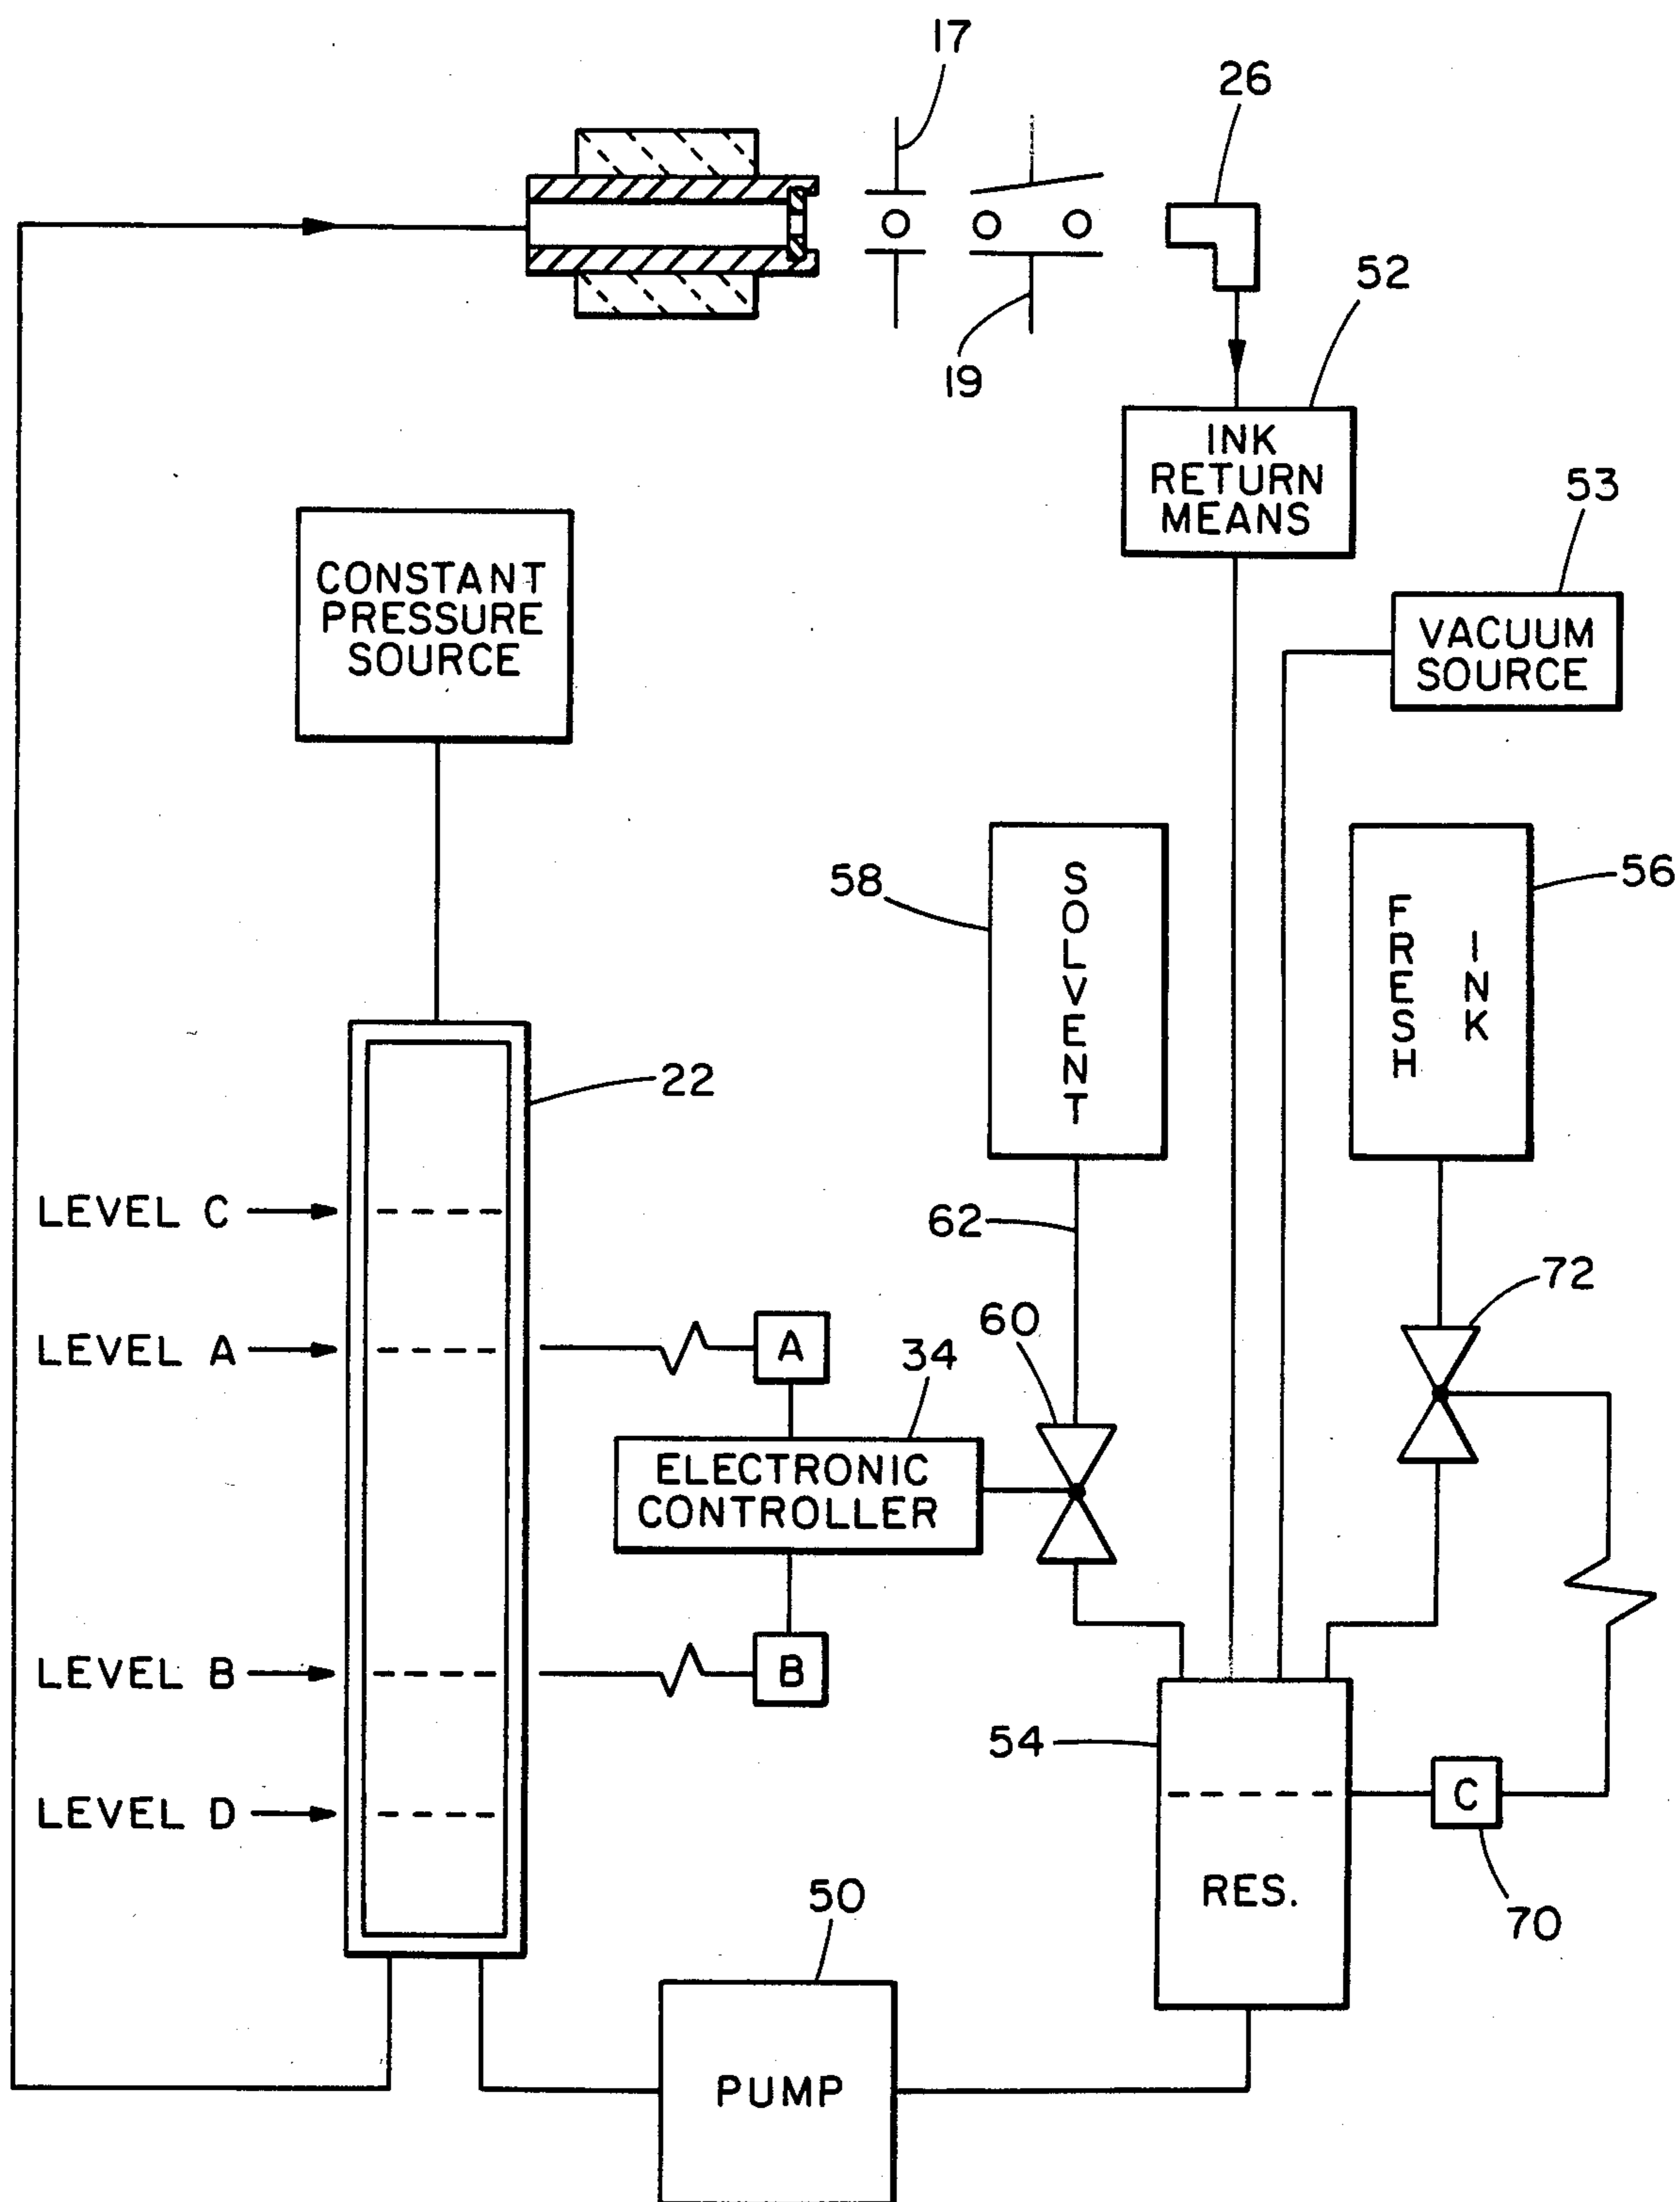 17
26
52
19
INK
RETURN
MEANS
53
CONSTANT
PRESSURE
SOURCE
VACUUM
SOURCE
58
SOLVENT
FRESH
INK
56
22
LEVEL C
62
72
60
LEVEL A
A
34
ELECTRONIC
CONTROLLER
LEVEL B
B
54
LEVEL D
C
RES.
50
70
PUMP